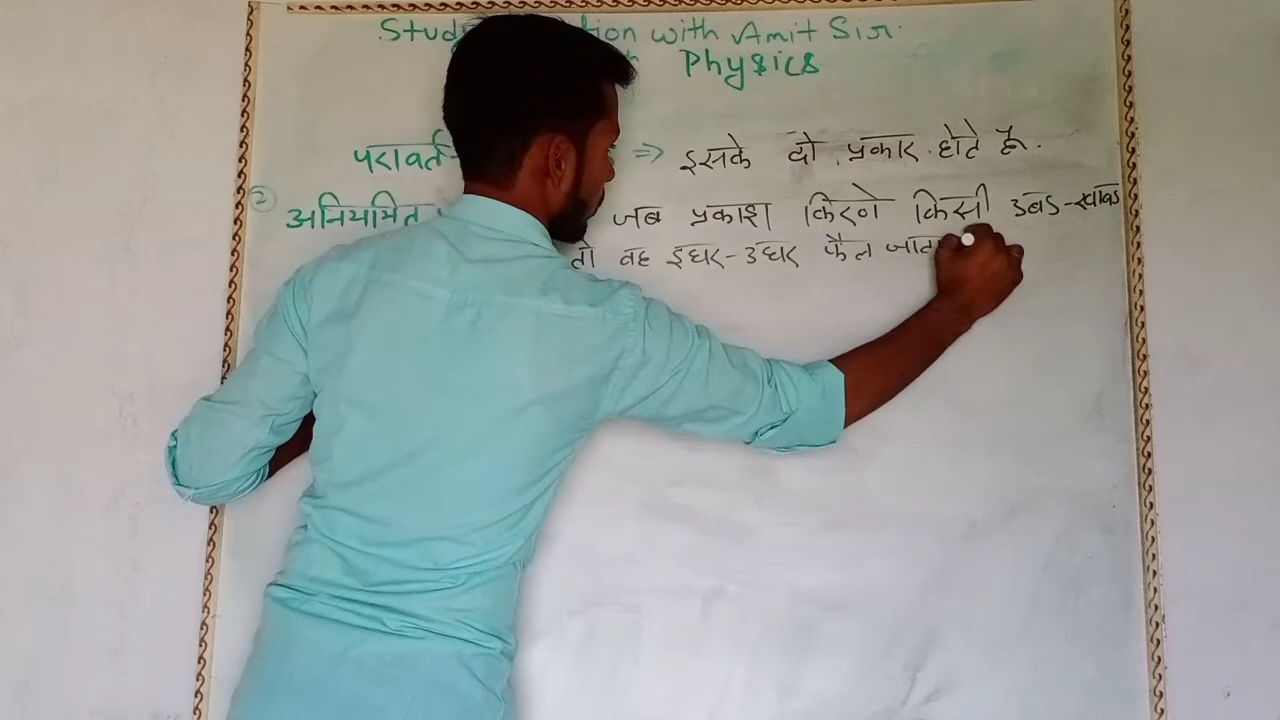 Study with Amit Sir.
Physics
परावर्त => इसके दो प्रकार होते है.
2 अनियमित जब प्रकाश किरणे किसी उबड-खाबड
तो वह इधर-उधर फैल जात